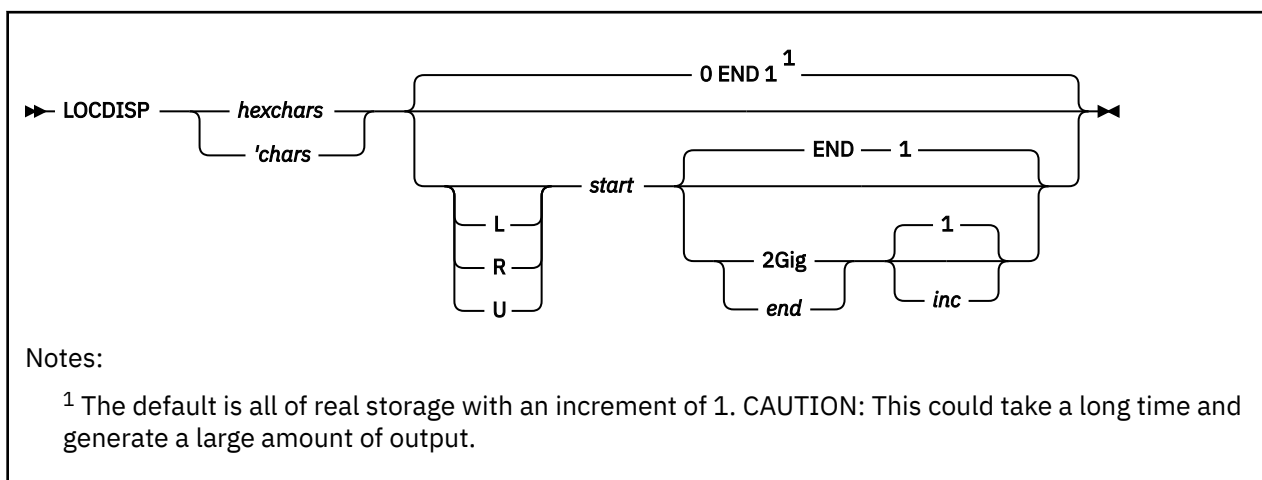 0 END 1 1
LOCDISP hexchars
'chars
END 1
start
L
1
R 2Gig
U end inc
Notes:
1 The default is all of real storage with an increment of 1. CAUTION: This could take a long time and
generate a large amount of output.